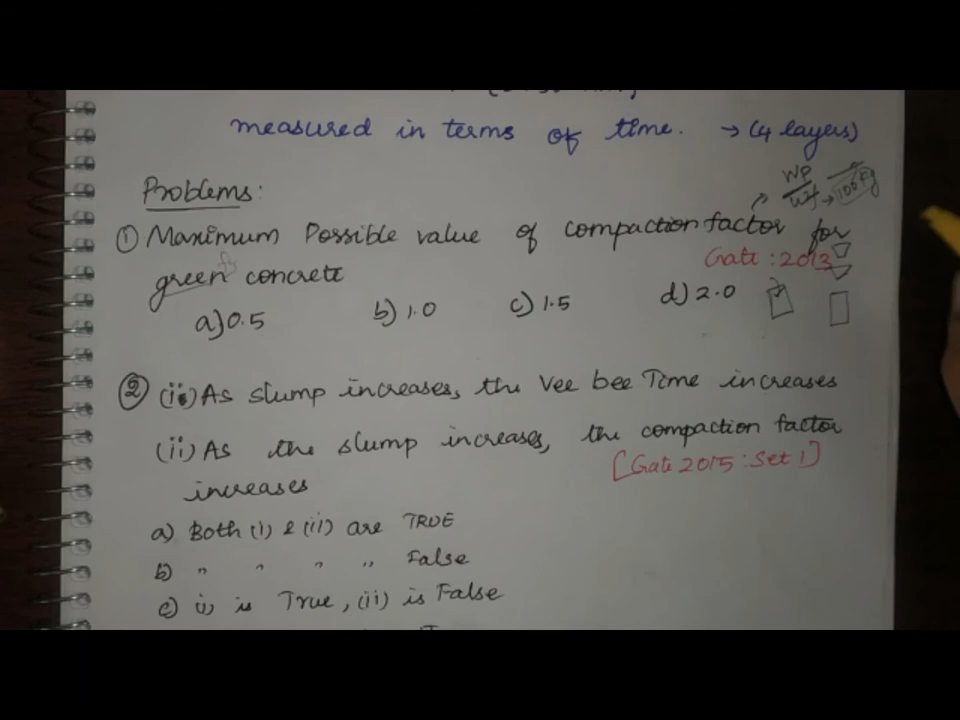 measured in terms of time. → (4 layers)
Problems:
WP
Wf → 100 kg
① Maximum Possible value of compaction factor for
Gate : 2013
green concrete
a) 0.5 b) 1.0 c) 1.5 d) 2.0
② (i) As slump increases, the Vee bee Time increases
(ii) As the slump increases, the compaction factor
[Gate 2015 : Set 1]
increases
a) Both (i) & (ii) are TRUE
b) " " " " False
c) (i) is True, (ii) is False